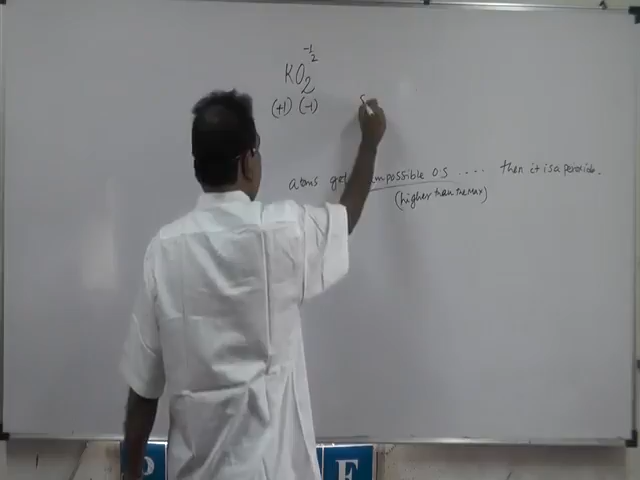 -1/2
KO2
(+1) (-1)
atoms get impossible O.S .... then it is a peroxide.
(higher than the Max)
P F